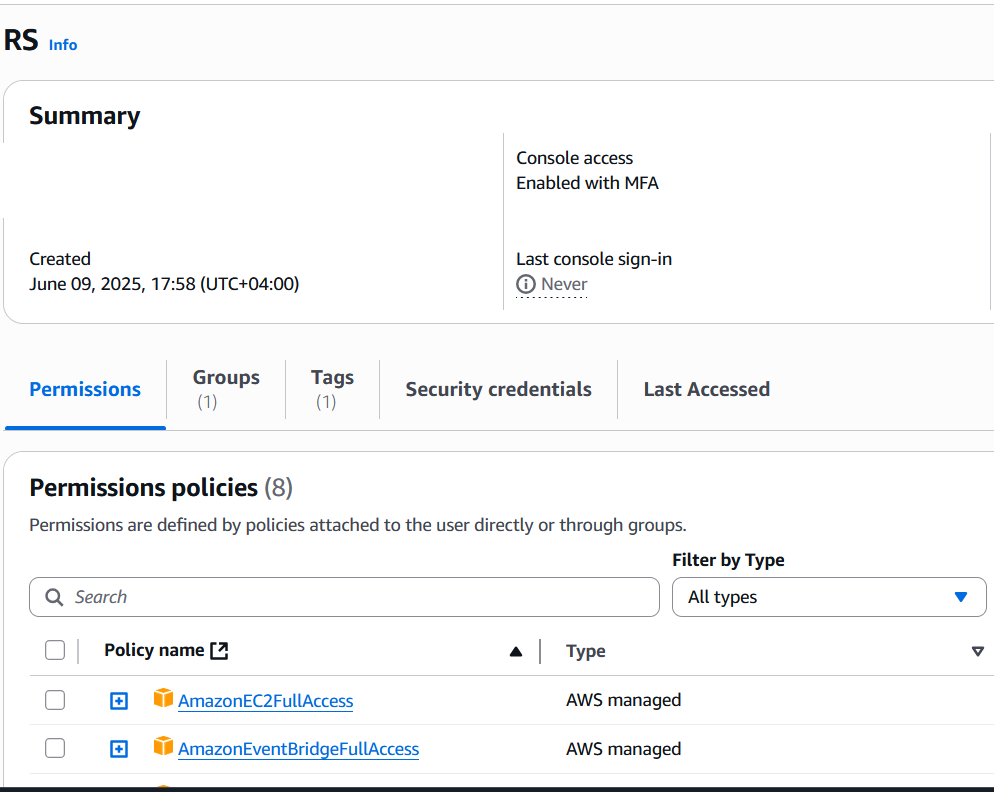 RS Info
Summary
Console access
Enabled with MFA
Created
June 09, 2025, 17:58 (UTC+04:00)
Last console sign-in
Never
Permissions
Groups
(1)
Tags
(1)
Security credentials
Last Accessed
Permissions policies (8)
Permissions are defined by policies attached to the user directly or through groups.
Filter by Type
Search
All types
Policy name
Type
AmazonEC2FullAccess AWS managed
AmazonEventBridgeFullAccess AWS managed